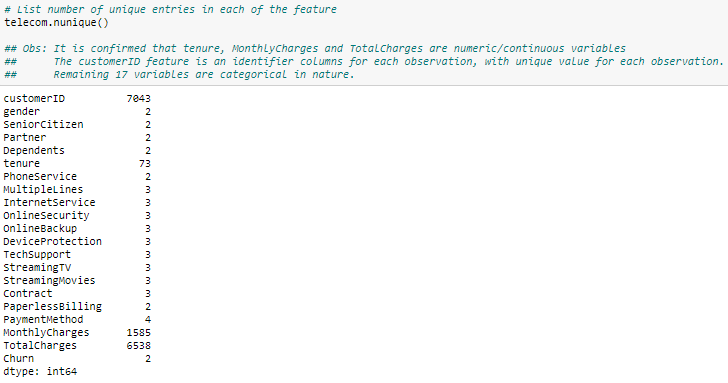 # List number of unique entries in each of the feature
telecom.nunique()
## Obs: It is confirmed that tenure, MonthlyCharges and TotalCharges are numeric/continuous variables
##      The customerID feature is an identifier columns for each observation, with unique value for each observation.
##      Remaining 17 variables are categorical in nature.
customerID          7043
gender                 2
SeniorCitizen          2
Partner                2
Dependents             2
tenure                73
PhoneService           2
MultipleLines          3
InternetService        3
OnlineSecurity         3
OnlineBackup           3
DeviceProtection       3
TechSupport            3
StreamingTV            3
StreamingMovies        3
Contract               3
PaperlessBilling       2
PaymentMethod          4
MonthlyCharges      1585
TotalCharges        6538
Churn                  2
dtype: int64